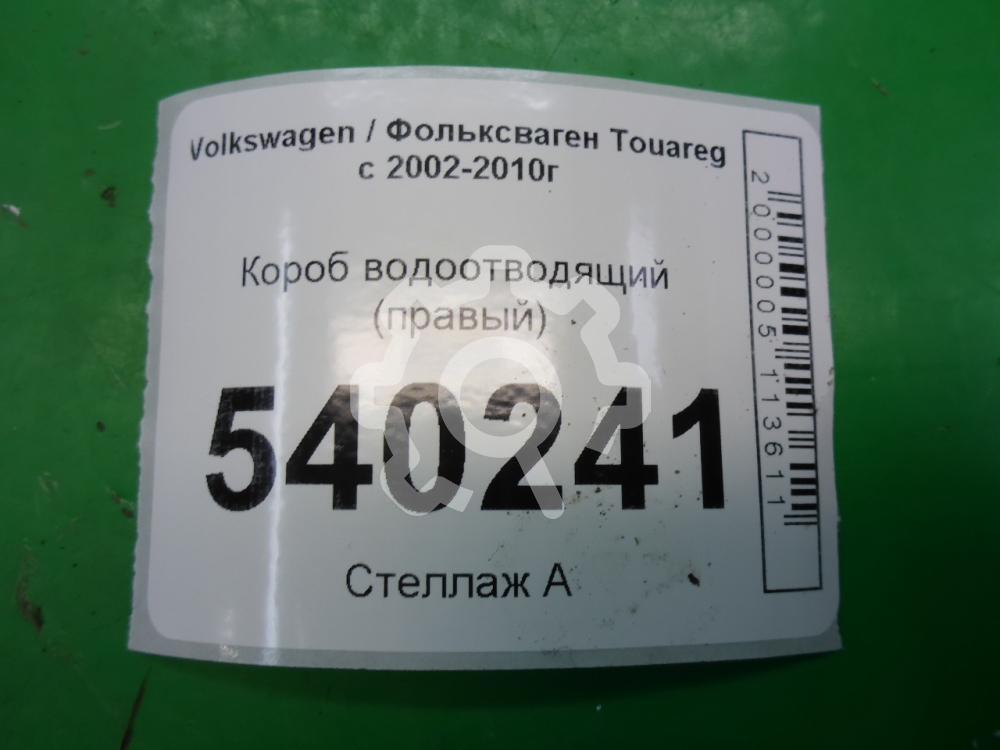 Volkswagen / Фольксваген Touareg
с 2002-2010г
Короб водоотводящий
(правый)
540241
Стеллаж А
2000005113611